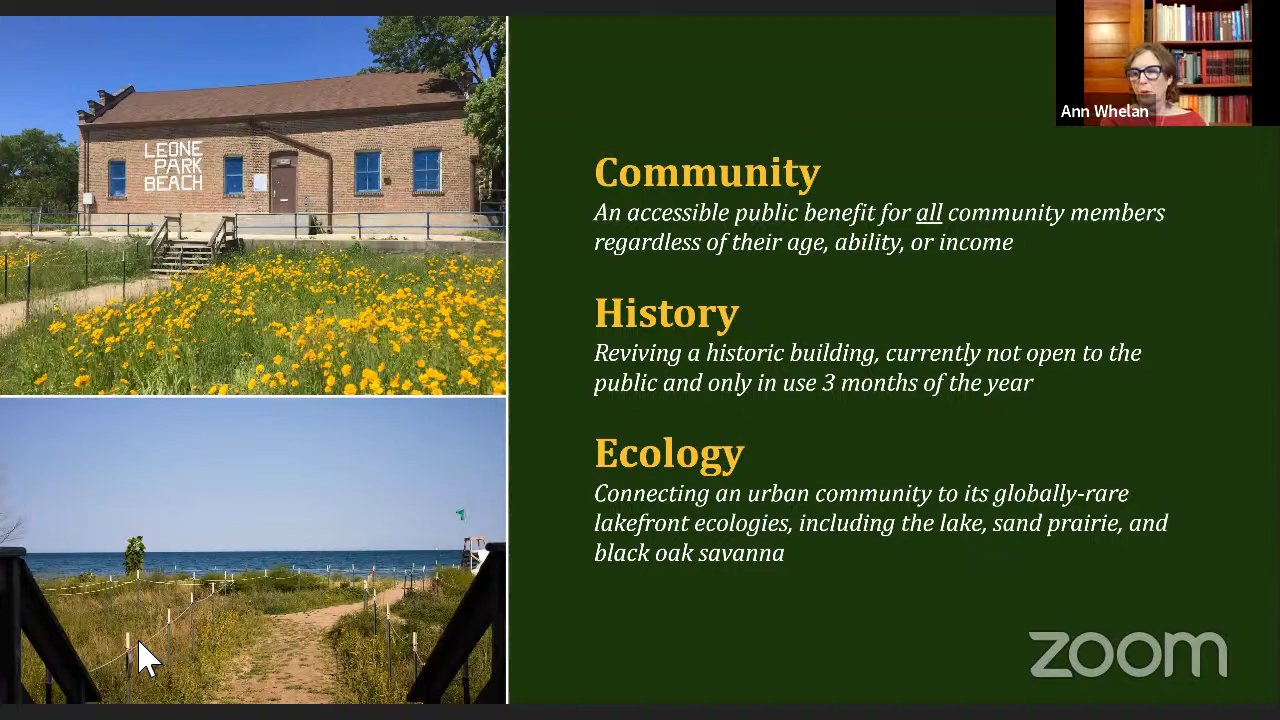 LEONE
PARK
BEACH
Ann Whelan
Community
An accessible public benefit for all community members
regardless of their age, ability, or income
History
Reviving a historic building, currently not open to the
public and only in use 3 months of the year
Ecology
Connecting an urban community to its globally-rare
lakefront ecologies, including the lake, sand prairie, and
black oak savanna
zoom